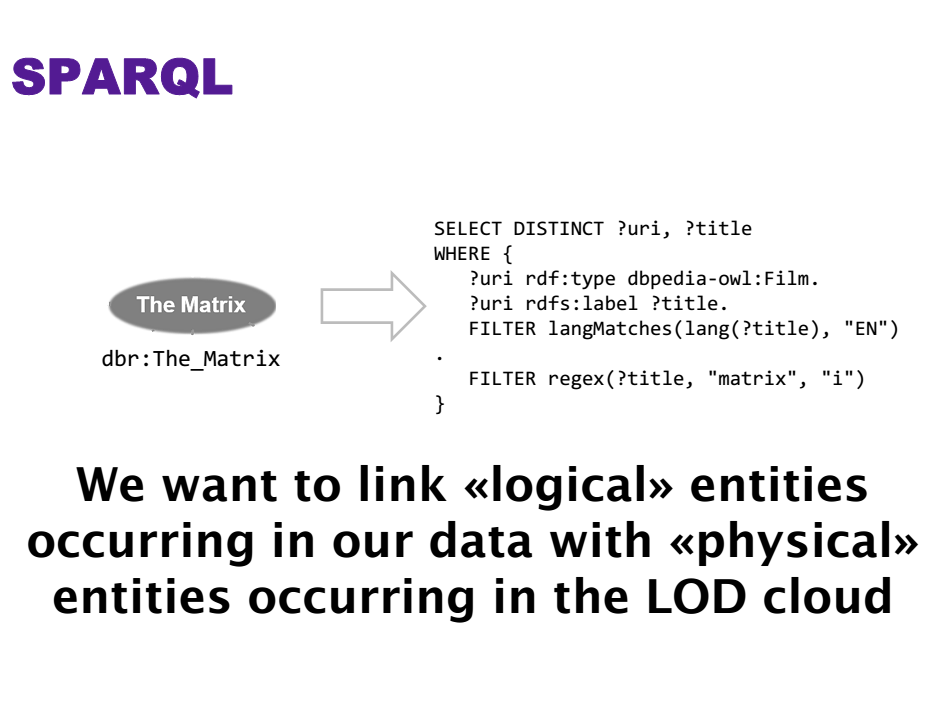 SPARQL
The Matrix
dbr:The_Matrix
SELECT DISTINCT ?uri, ?title
WHERE {
?uri rdf:type dbpedia-owl:Film.
?uri rdfs:label ?title.
FILTER langMatches(lang(?title), "EN")
.
FILTER regex(?title, "matrix", "i")
}
We want to link «logical» entities
occurring in our data with «physical»
entities occurring in the LOD cloud